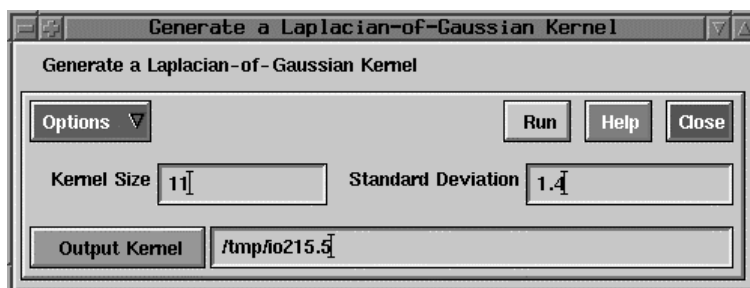 Generate a Laplacian-of-Gaussian Kernel
Generate a Laplacian-of-Gaussian Kernel
Options Run Help Close
Kernel Size 11 Standard Deviation 1.4
Output Kernel /tmp/io215.5